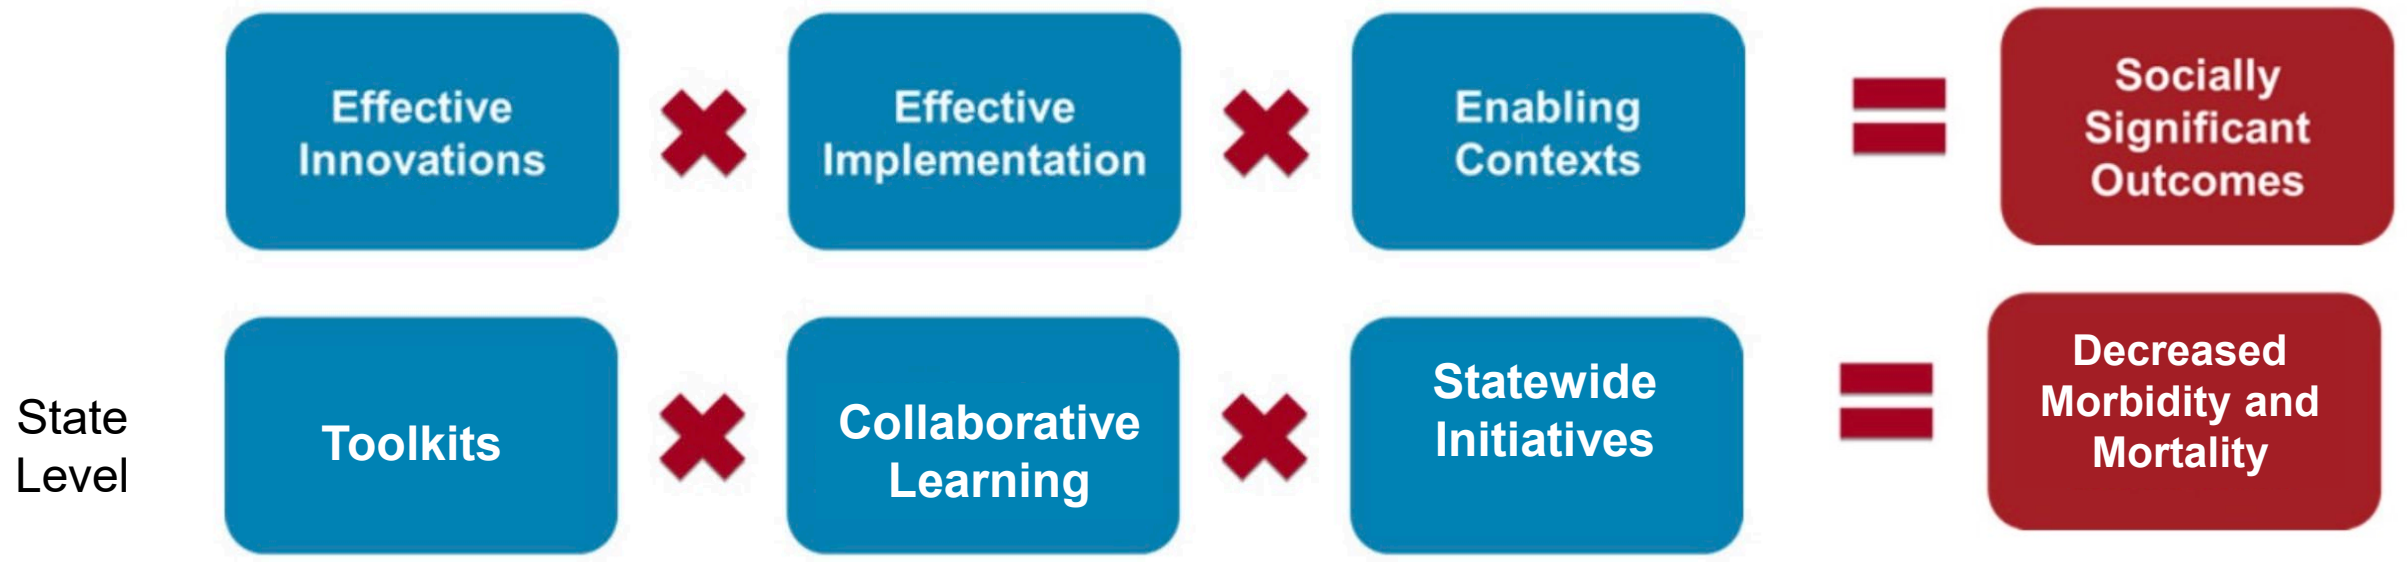 Effective
Innovations
Effective
Implementation
Enabling
Contexts
Socially
Significant
Outcomes
State
Level
Toolkits
Collaborative
Learning
Statewide
Initiatives
Decreased
Morbidity and
Mortality